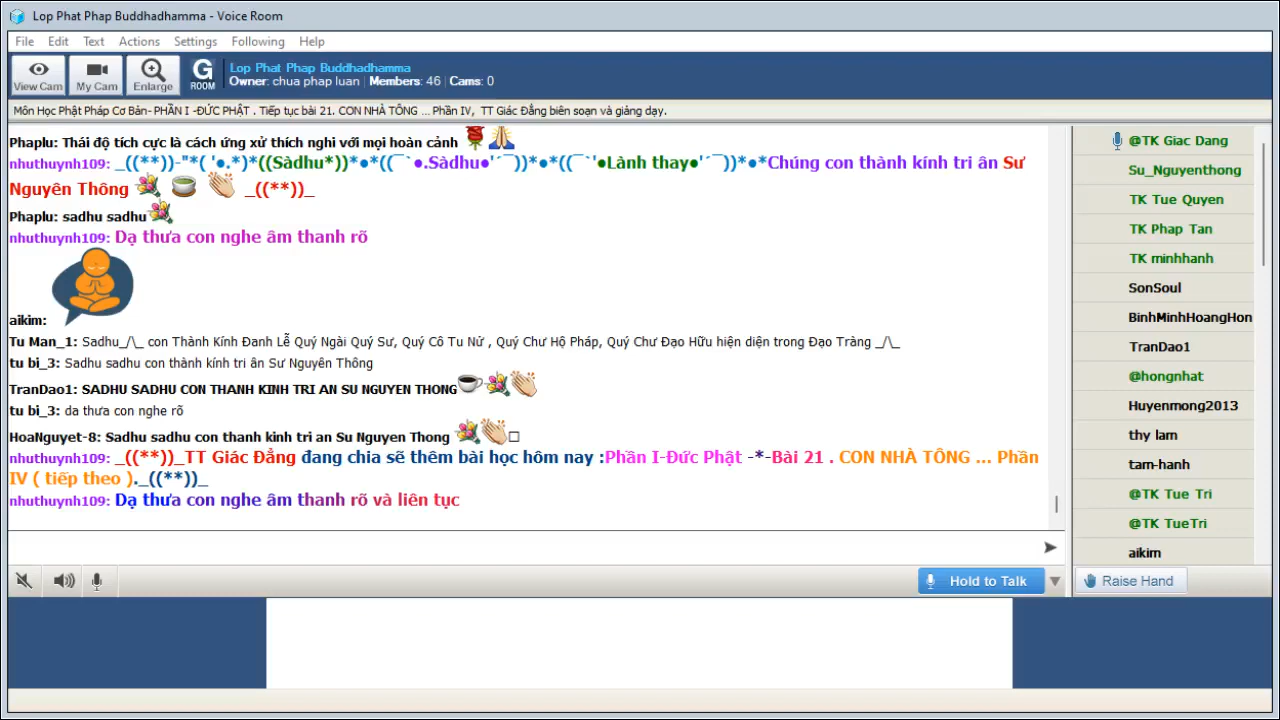 Lop Phat Phap Buddhadhamma - Voice Room
File Edit Text Actions Settings Following Help
View Cam My Cam Enlarge G ROOM
Lop Phat Phap Buddhadhamma
Owner: chua phap luan Members: 46 Cams: 0
Môn Học Phật Pháp Cơ Bản- PHẦN I -ĐỨC PHẬT . Tiếp tục bài 21. CON NHÀ TÔNG ... Phần IV, TT Giác Đẳng biên soạn và giảng dạy.
Phaplu: Thái độ tích cực là cách ứng xử thích nghi với mọi hoàn cảnh
nhuthuynh109: _((**))-"*( '●.*)*((Sàdhu*))*●*((¯`●.Sàdhu●'´¯))*●*●*((¯`'●Lành thay●'´¯))*●*●*Chúng con thành kính tri ân Sư
Nguyên Thông _((**))_
Phaplu: sadhu sadhu
nhuthuynh109: Dạ thưa con nghe âm thanh rõ
aikim:
Tu Man_1: Sadhu_/\_ con Thành Kính Đanh Lễ Quý Ngài Quý Sư, Quý Cô Tu Nử , Quý Chư Hộ Pháp, Quý Chư Đạo Hữu hiện diện trong Đạo Tràng _/\_
tu bi_3: Sadhu sadhu con thành kính tri ân Sư Nguyên Thông
TranDao1: SADHU SADHU CON THANH KINH TRI AN SU NGUYEN THONG
tu bi_3: da thưa con nghe rõ
HoaNguyet-8: Sadhu sadhu con thanh kinh tri an Su Nguyen Thong
nhuthuynh109: _((**))_TT Giác Đẳng đang chia sẽ thêm bài học hôm nay :Phần I-Đức Phật -*-Bài 21 . CON NHÀ TÔNG ... Phần
IV ( tiếp theo )._((**))_
nhuthuynh109: Dạ thưa con nghe âm thanh rõ và liên tục
@TK Giac Dang
Su_Nguyenthong
TK Tue Quyen
TK Phap Tan
TK minhhanh
SonSoul
BinhMinhHoangHon
TranDao1
@hongnhat
Huyenmong2013
thy lam
tam-hanh
@TK Tue Tri
@TK TueTri
aikim
Hold to Talk
Raise Hand